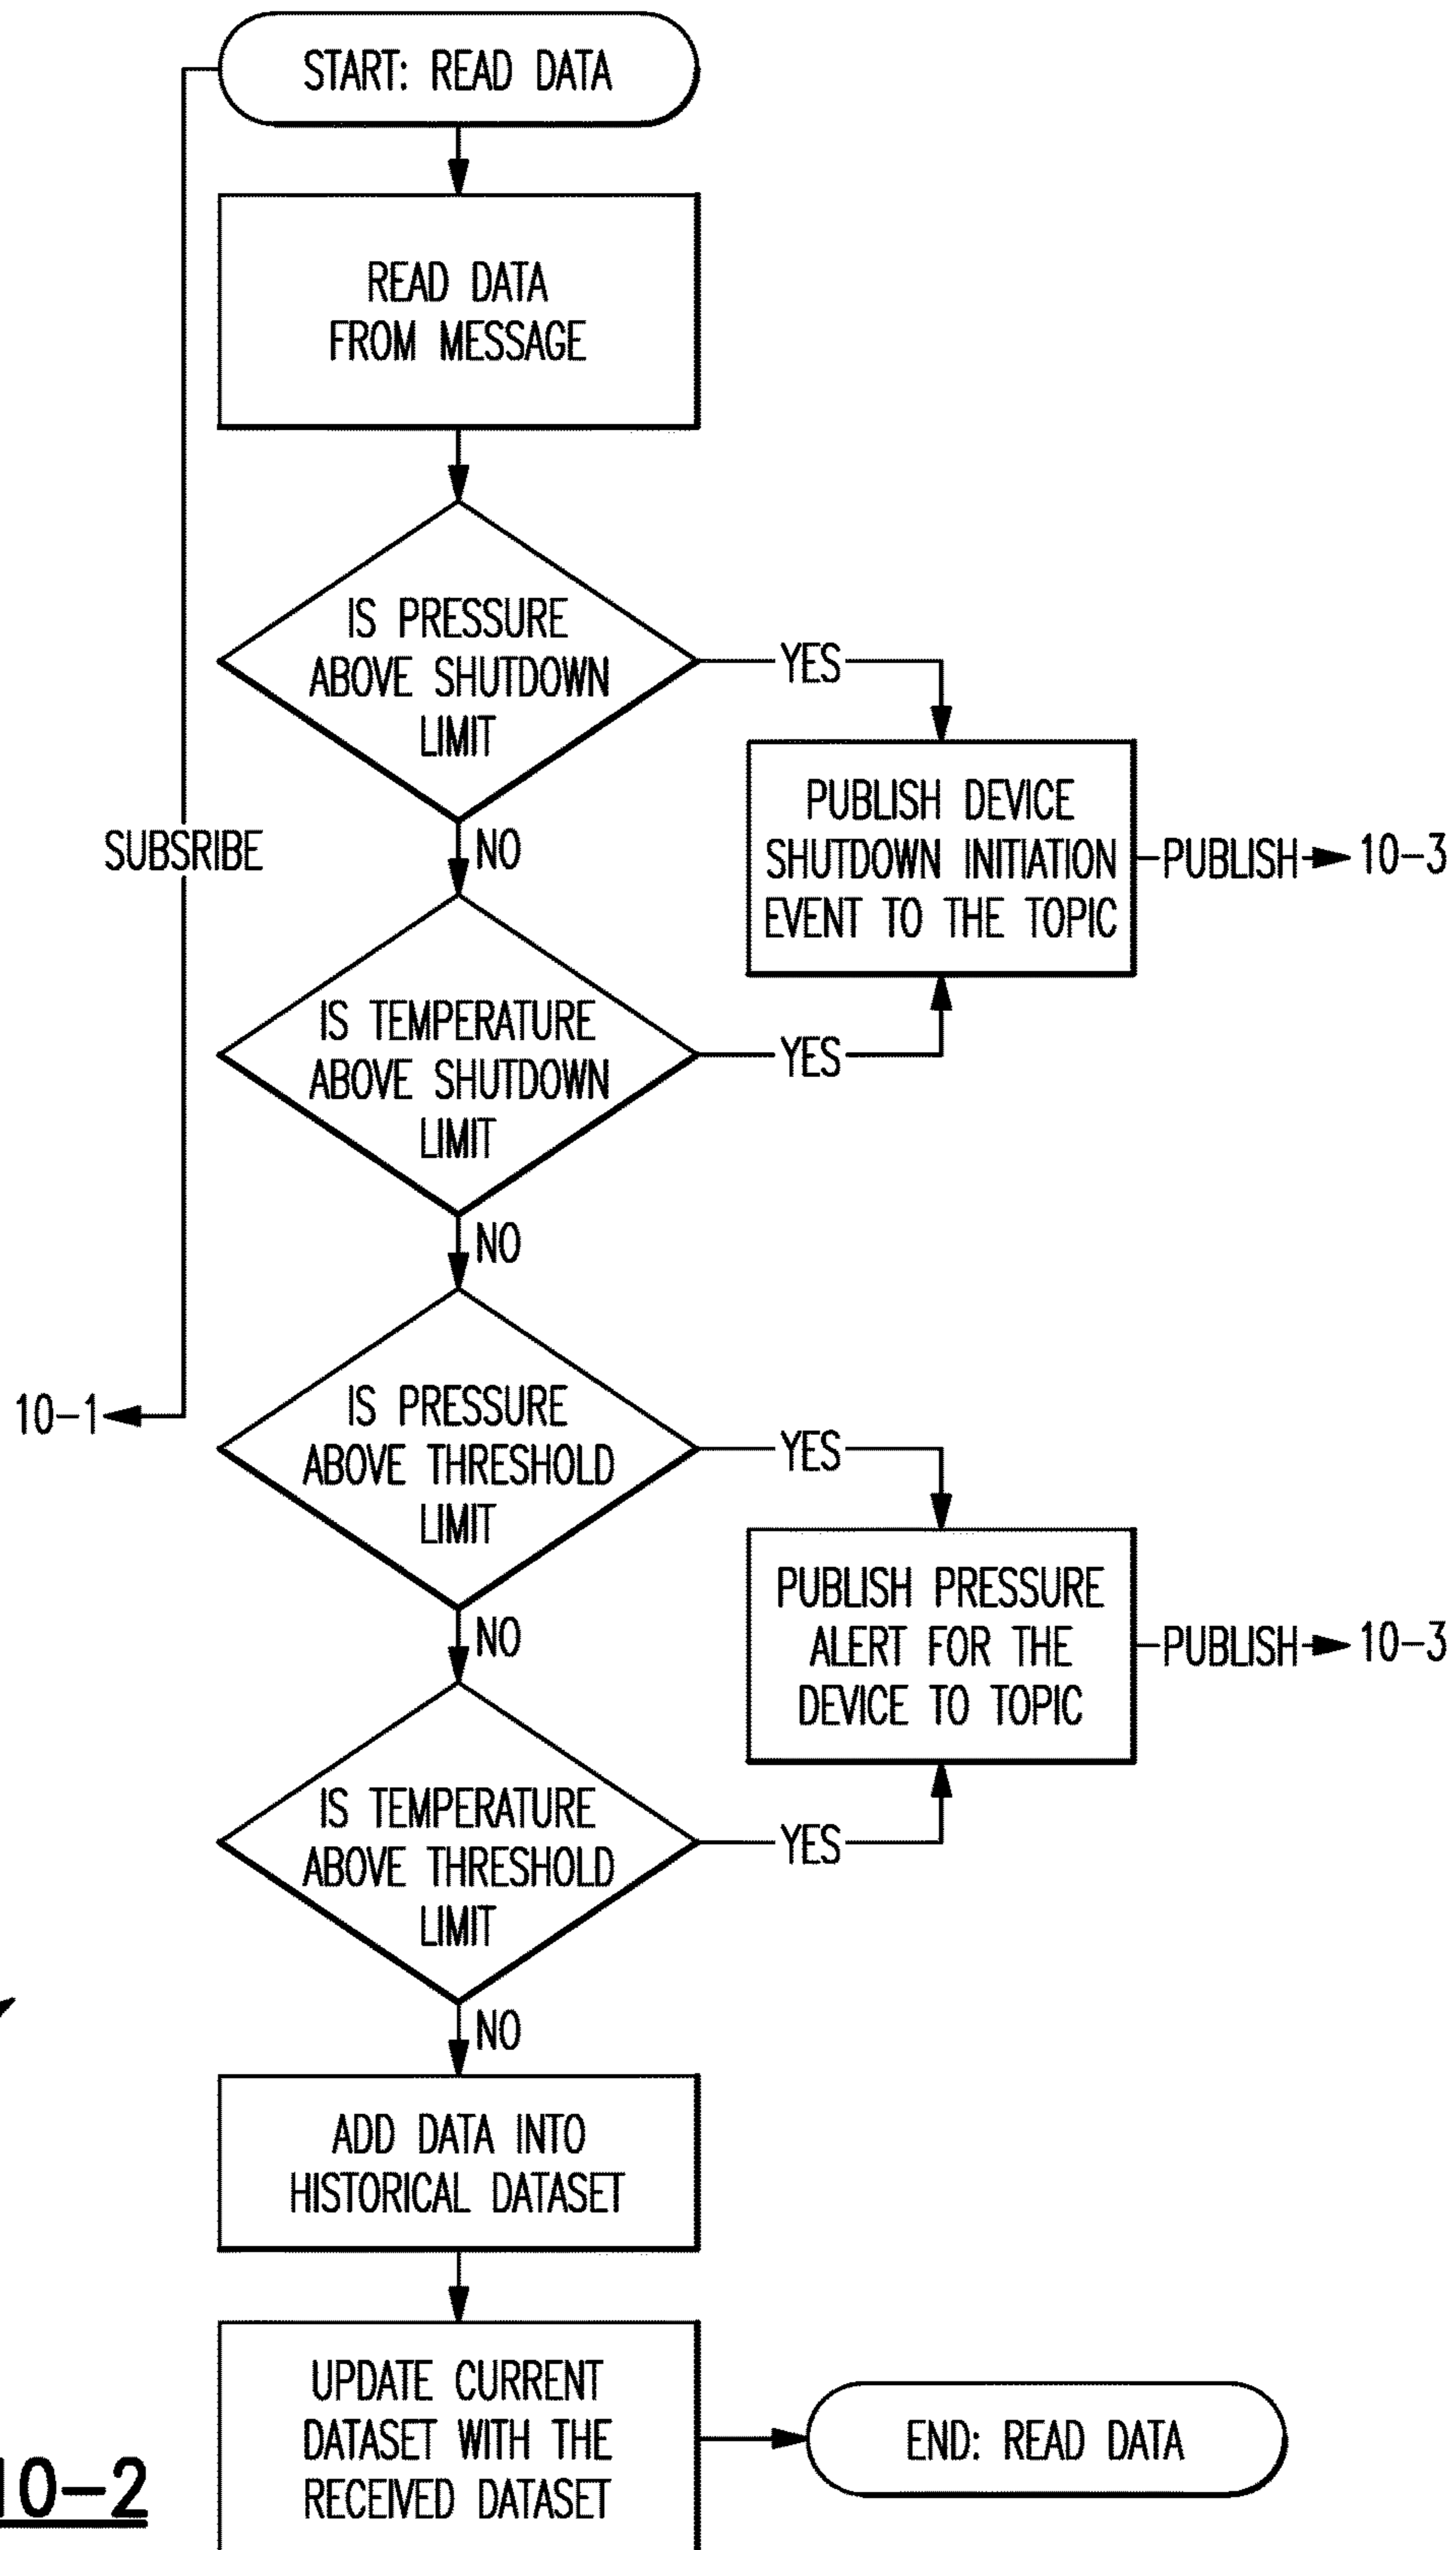 START: READ DATA
READ DATA
FROM MESSAGE
IS PRESSURE
ABOVE SHUTDOWN
LIMIT
YES
PUBLISH DEVICE
SHUTDOWN INITIATION
EVENT TO THE TOPIC
PUBLISH
10-3
SUBSRIBE
NO
IS TEMPERATURE
ABOVE SHUTDOWN
LIMIT
YES
NO
10-1
IS PRESSURE
ABOVE THRESHOLD
LIMIT
YES
PUBLISH PRESSURE
ALERT FOR THE
DEVICE TO TOPIC
PUBLISH
10-3
NO
IS TEMPERATURE
ABOVE THRESHOLD
LIMIT
YES
NO
ADD DATA INTO
HISTORICAL DATASET
UPDATE CURRENT
DATASET WITH THE
RECEIVED DATASET
END: READ DATA
10-2